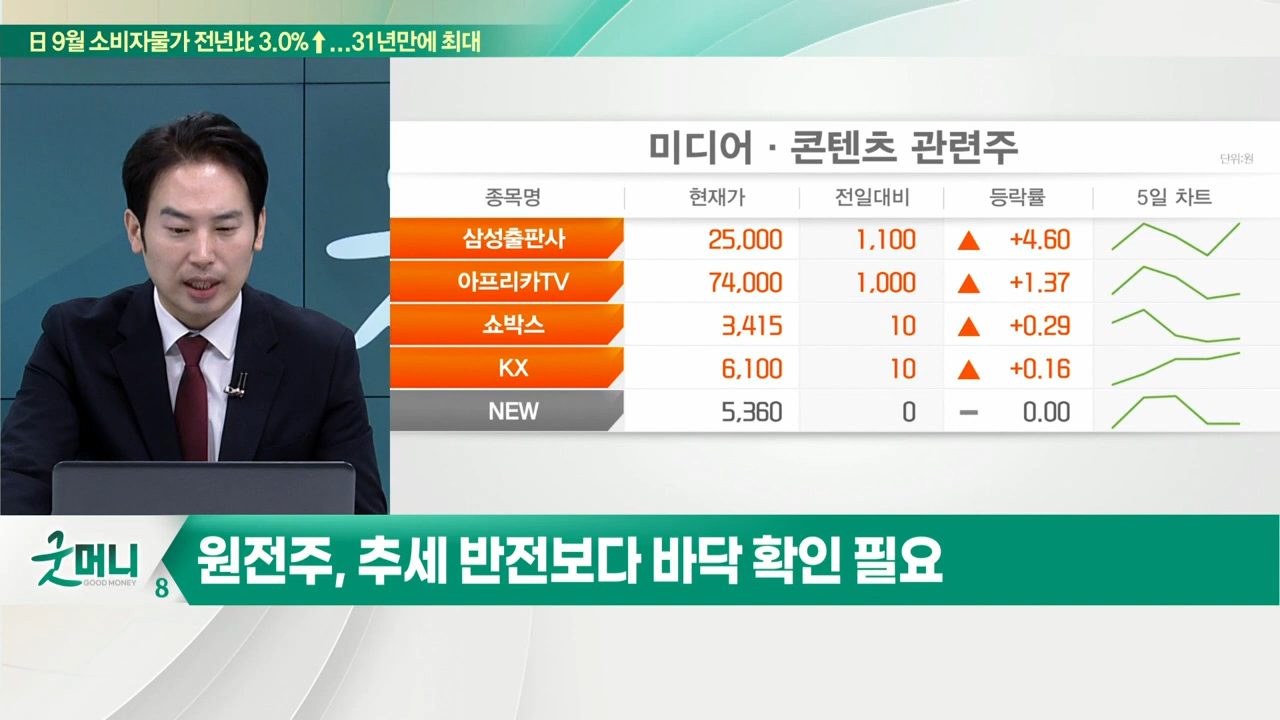 日 9월 소비자물가 전년比 3.0%⬆…31년만에 최대
미디어 · 콘텐츠 관련주
단위:원
종목명 현재가 전일대비 등락률 5일 차트
삼성출판사 25,000 1,100 ▲ +4.60
아프리카TV 74,000 1,000 ▲ +1.37
쇼박스 3,415 10 ▲ +0.29
KX 6,100 10 ▲ +0.16
NEW 5,360 0 – 0.00
굿머니
GOOD MONEY
8
원전주, 추세 반전보다 바닥 확인 필요